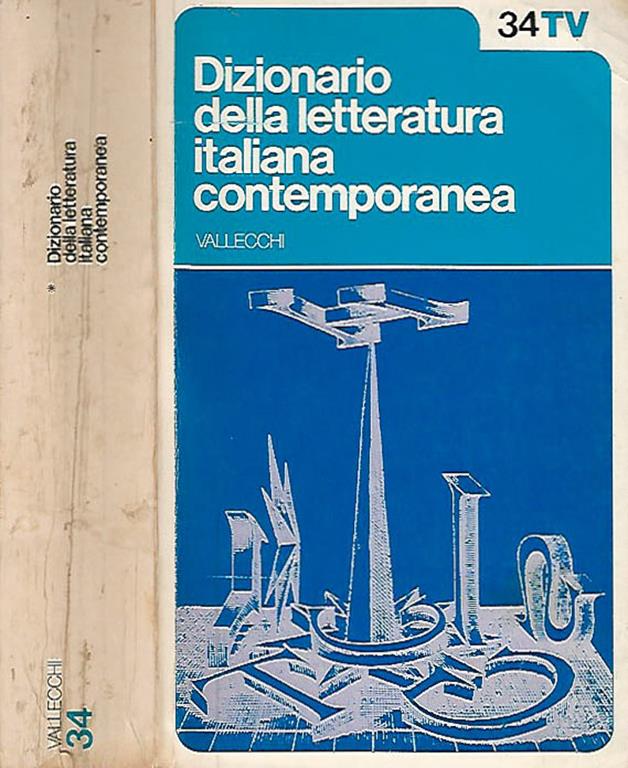 * Dizionario
della letteratura
italiana
contemporanea
VALLECCHI
34
34TV
Dizionario
della letteratura
italiana
contemporanea
VALLECCHI